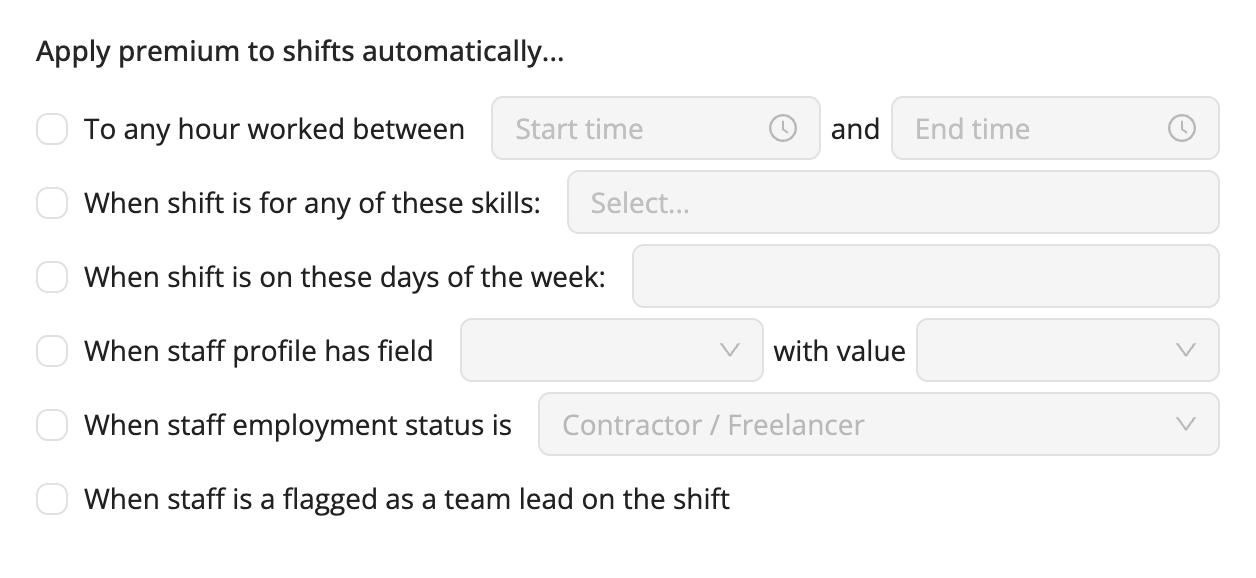 Apply premium to shifts automatically...
To any hour worked between Start time and End time
When shift is for any of these skills: Select...
When shift is on these days of the week:
When staff profile has field with value
When staff employment status is Contractor / Freelancer
When staff is a flagged as a team lead on the shift